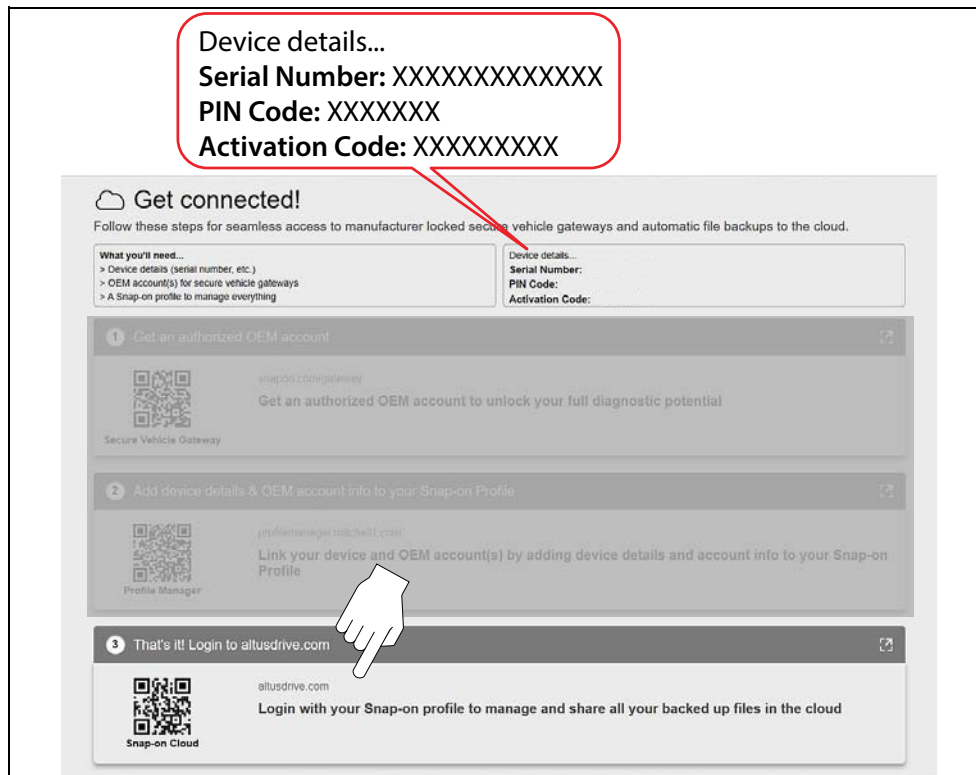 Device details...
Serial Number: XXXXXXXXXXXXX
PIN Code: XXXXXXX
Activation Code: XXXXXXXXX
Get connected!
Follow these steps for seamless access to manufacturer locked secure vehicle gateways and automatic file backups to the cloud.
What you'll need...
> Device details (serial number, etc.)
> OEM account(s) for secure vehicle gateways
> A Snap-on profile to manage everything
Device details...
Serial Number:
PIN Code:
Activation Code:
1 Get an authorized OEM account
snapon.com/gateway
Get an authorized OEM account to unlock your full diagnostic potential
Secure Vehicle Gateway
2 Add device details & OEM account info to your Snap-on Profile
profilemanager.mitchell1.com
Link your device and OEM account(s) by adding device details and account info to your Snap-on
Profile
Profile Manager
3 That's it! Login to altusdrive.com
altusdrive.com
Login with your Snap-on profile to manage and share all your backed up files in the cloud
Snap-on Cloud